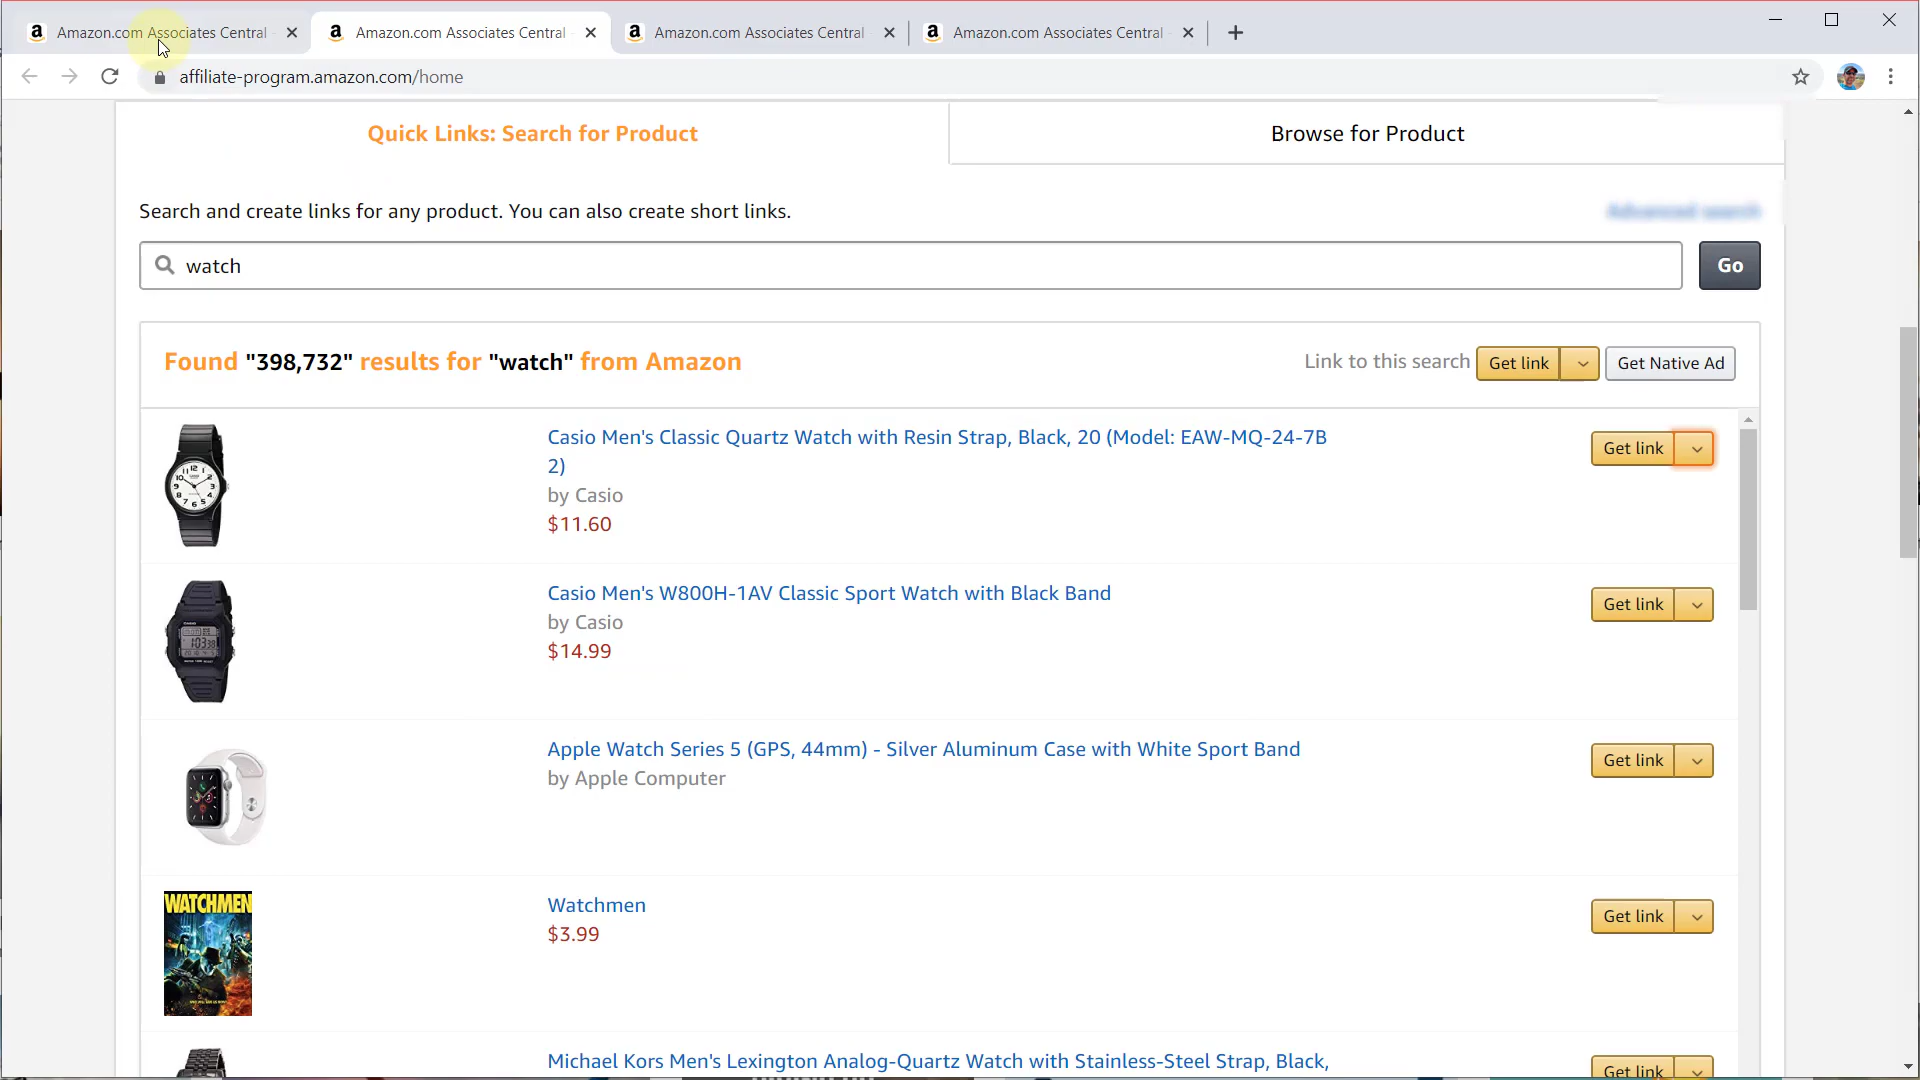 Amazon.com Associates Central
Amazon.com Associates Central
Amazon.com Associates Central
Amazon.com Associates Central
affiliate-program.amazon.com/home
Quick Links: Search for Product
Browse for Product
Search and create links for any product. You can also create short links.
Advanced search
watch
Go
Found "398,732" results for "watch" from Amazon
Link to this search
Get link
Get Native Ad
Casio Men's Classic Quartz Watch with Resin Strap, Black, 20 (Model: EAW-MQ-24-7B
2)
by Casio
$11.60
Get link
Casio Men's W800H-1AV Classic Sport Watch with Black Band
by Casio
$14.99
Get link
Apple Watch Series 5 (GPS, 44mm) - Silver Aluminum Case with White Sport Band
by Apple Computer
Get link
WATCHMEN
Watchmen
$3.99
Get link
Michael Kors Men's Lexington Analog-Quartz Watch with Stainless-Steel Strap, Black,
Get link